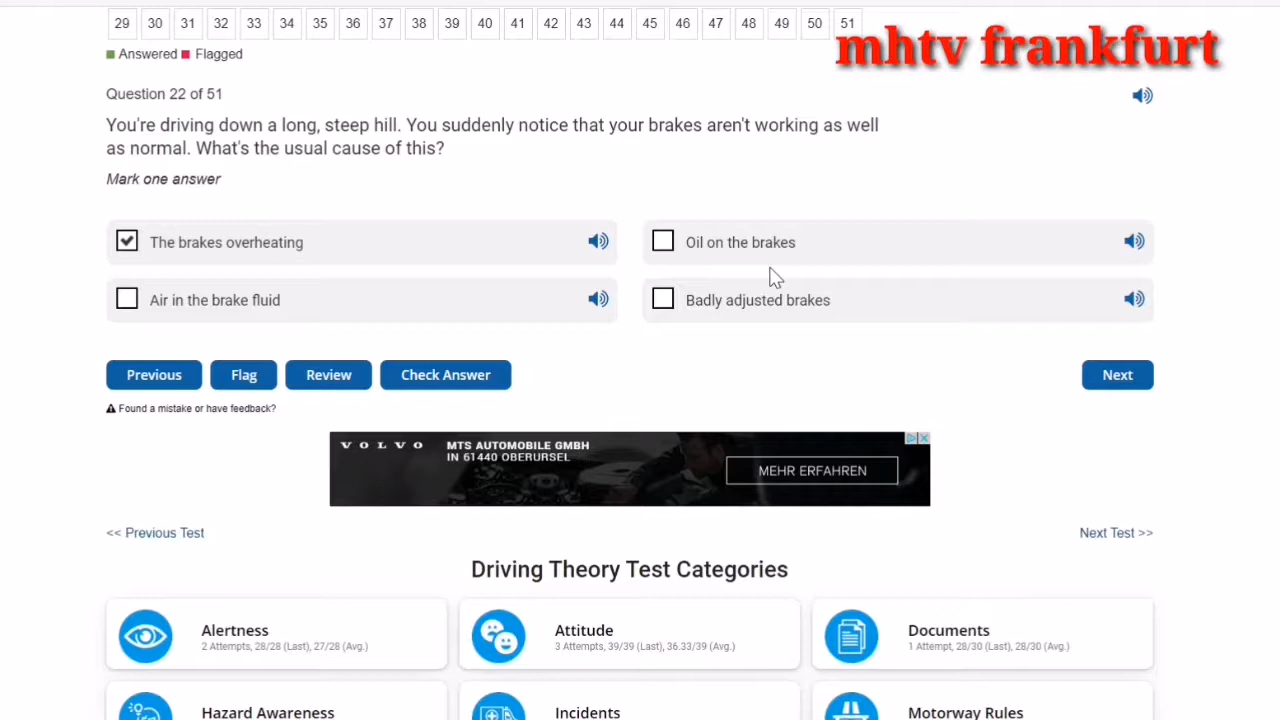 29 30 31 32 33 34 35 36 37 38 39 40 41 42 43 44 45 46 47 48 49 50 51
mhtv frankfurt
Answered Flagged
Question 22 of 51
You're driving down a long, steep hill. You suddenly notice that your brakes aren't working as well
as normal. What's the usual cause of this?
Mark one answer
The brakes overheating
Oil on the brakes
Air in the brake fluid
Badly adjusted brakes
Previous Flag Review Check Answer Next
Found a mistake or have feedback?
VOLVO
MTS AUTOMOBILE GMBH
IN 61440 OBERURSEL
MEHR ERFAHREN
<< Previous Test
Next Test >>
Driving Theory Test Categories
Alertness
2 Attempts, 28/28 (Last), 27/28 (Avg.)
Attitude
3 Attempts, 39/39 (Last), 36.33/39 (Avg.)
Documents
1 Attempt, 28/30 (Last), 28/30 (Avg.)
Hazard Awareness
Incidents
Motorway Rules